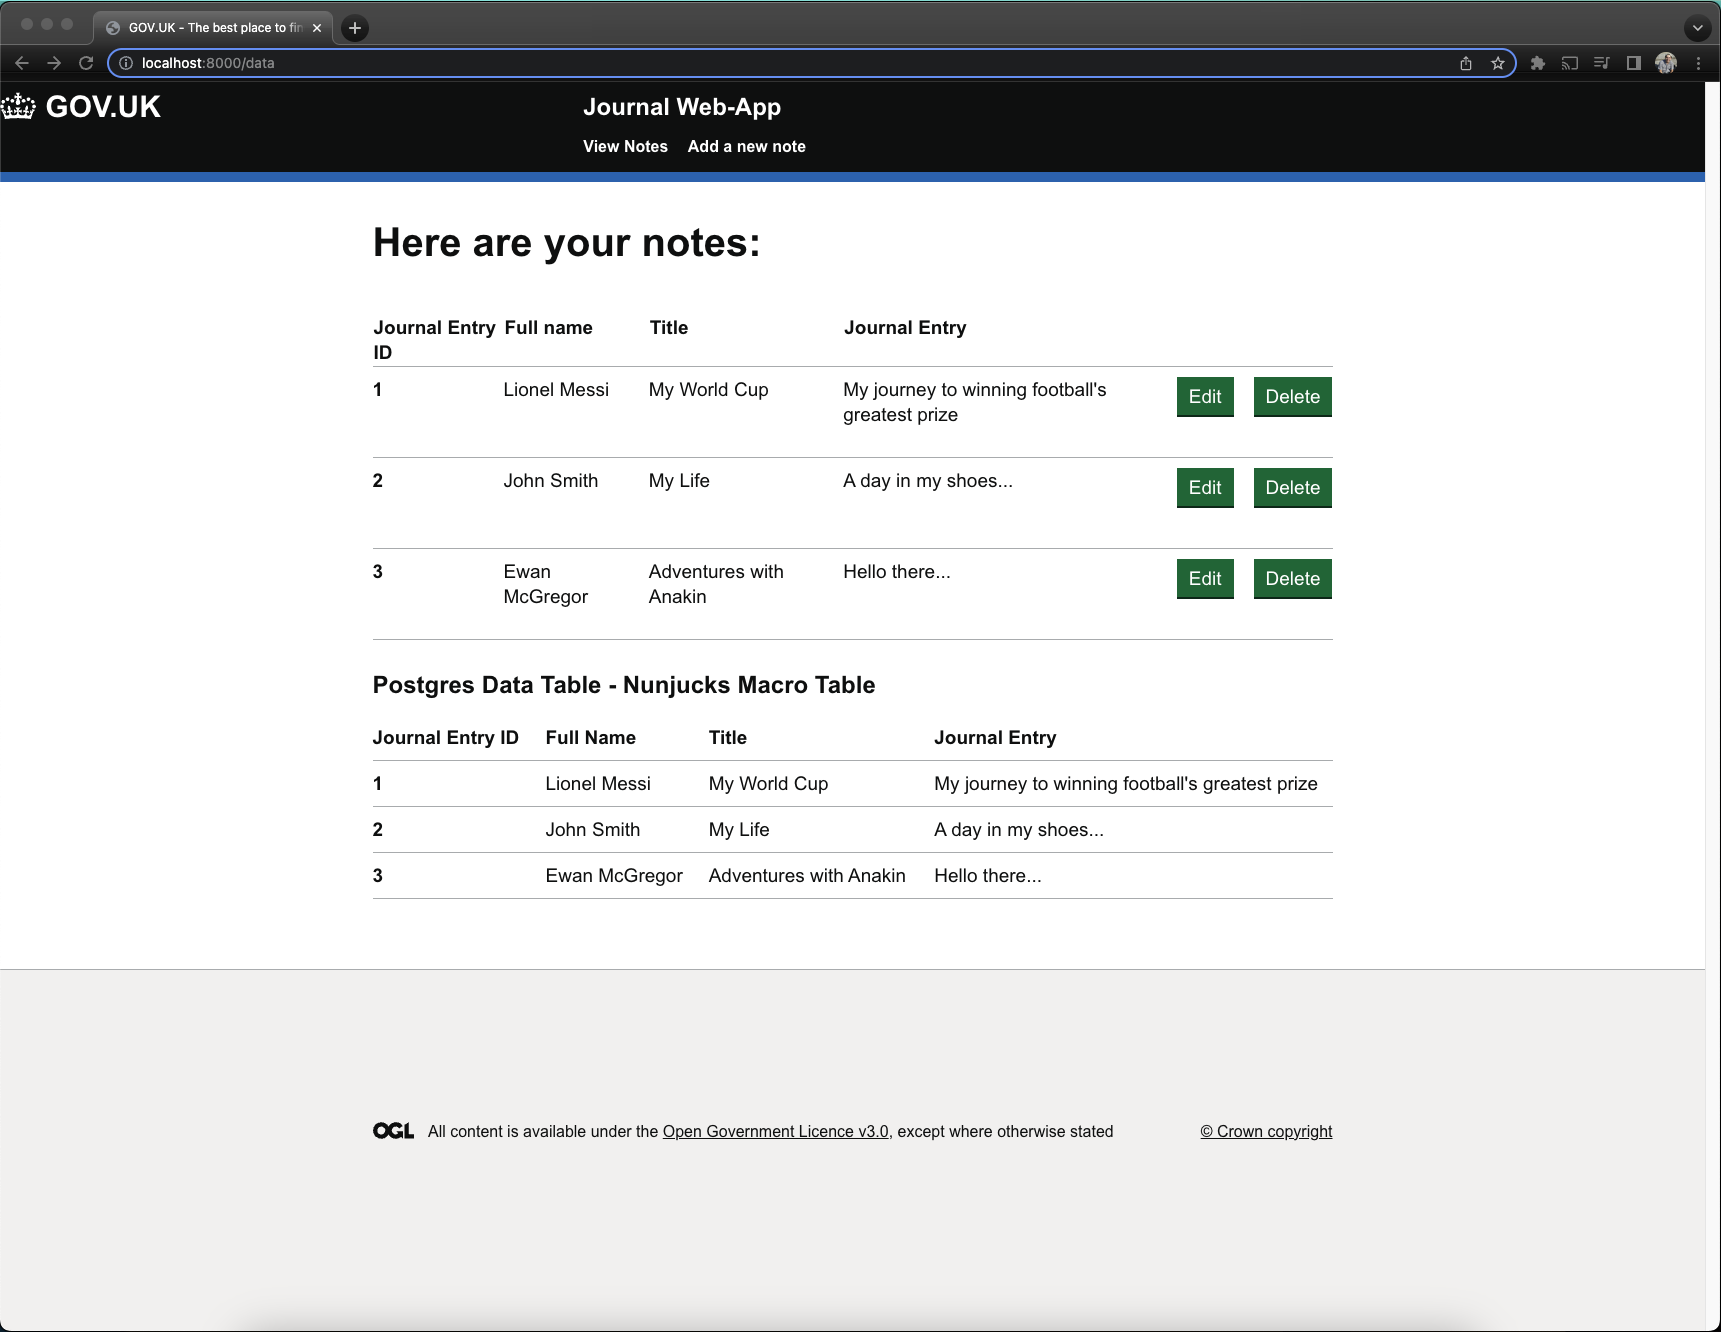 GOV.UK - The best place to fin
localhost:8000/data
GOV.UK
Journal Web-App
View Notes Add a new note
Here are your notes:
Journal Entry ID Full name Title Journal Entry
1 Lionel Messi My World Cup My journey to winning football's greatest prize Edit Delete
2 John Smith My Life A day in my shoes... Edit Delete
3 Ewan McGregor Adventures with Anakin Hello there... Edit Delete
Postgres Data Table - Nunjucks Macro Table
Journal Entry ID Full Name Title Journal Entry
1 Lionel Messi My World Cup My journey to winning football's greatest prize
2 John Smith My Life A day in my shoes...
3 Ewan McGregor Adventures with Anakin Hello there...
OGL All content is available under the Open Government Licence v3.0, except where otherwise stated © Crown copyright